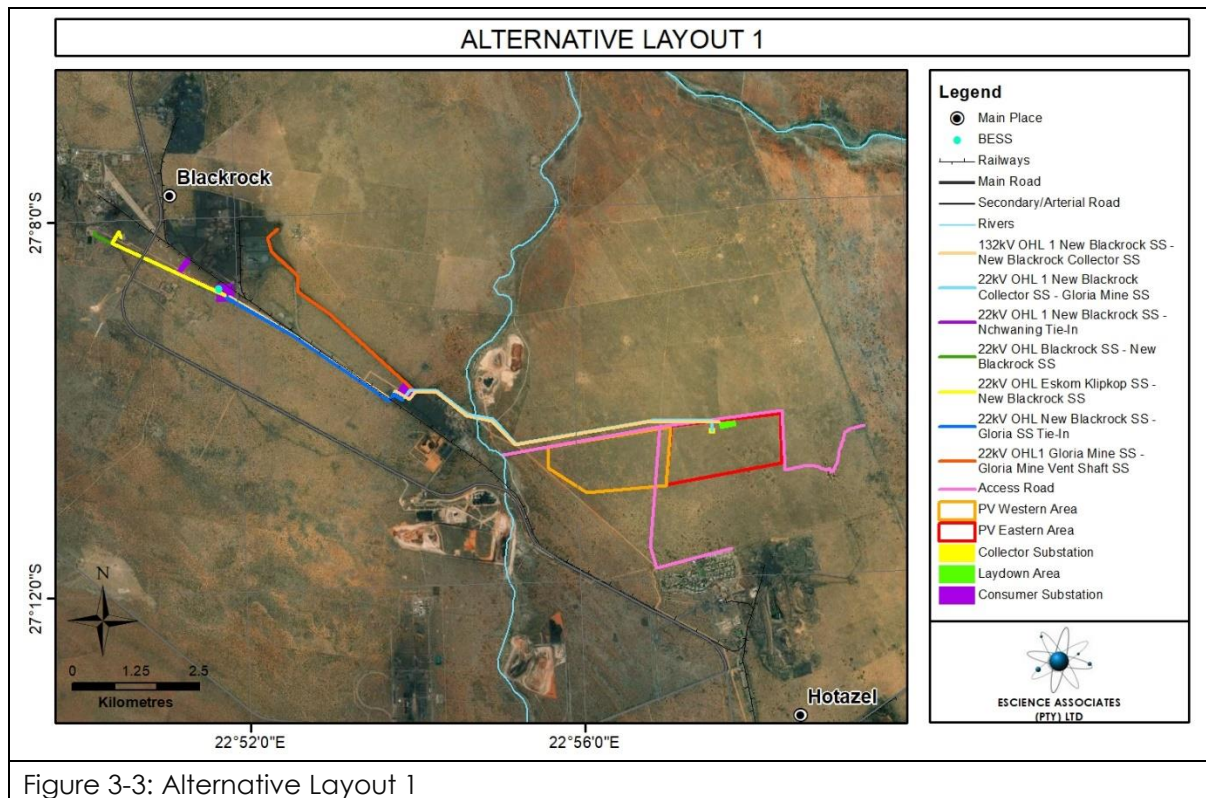 ALTERNATIVE LAYOUT 1
Blackrock
Hotazel
27°8'0"S
27°12'0"S
22°52'0"E
22°56'0"E
N
0 1.25 2.5
Kilometres
Legend
Main Place
BESS
Railways
Main Road
Secondary/Arterial Road
Rivers
132kV OHL 1 New Blackrock SS -
New Blackrock Collector SS
22kV OHL 1 New Blackrock
Collector SS - Gloria Mine SS
22kV OHL 1 New Blackrock SS -
Nchwaning Tie-In
22kV OHL Blackrock SS - New
Blackrock SS
22kV OHL Eskom Klipkop SS -
New Blackrock SS
22kV OHL New Blackrock SS -
Gloria SS Tie-In
22kV OHL1 Gloria Mine SS -
Gloria Mine Vent Shaft SS
Access Road
PV Western Area
PV Eastern Area
Collector Substation
Laydown Area
Consumer Substation
ESCIENCE ASSOCIATES
(PTY) LTD
Figure 3-3: Alternative Layout 1